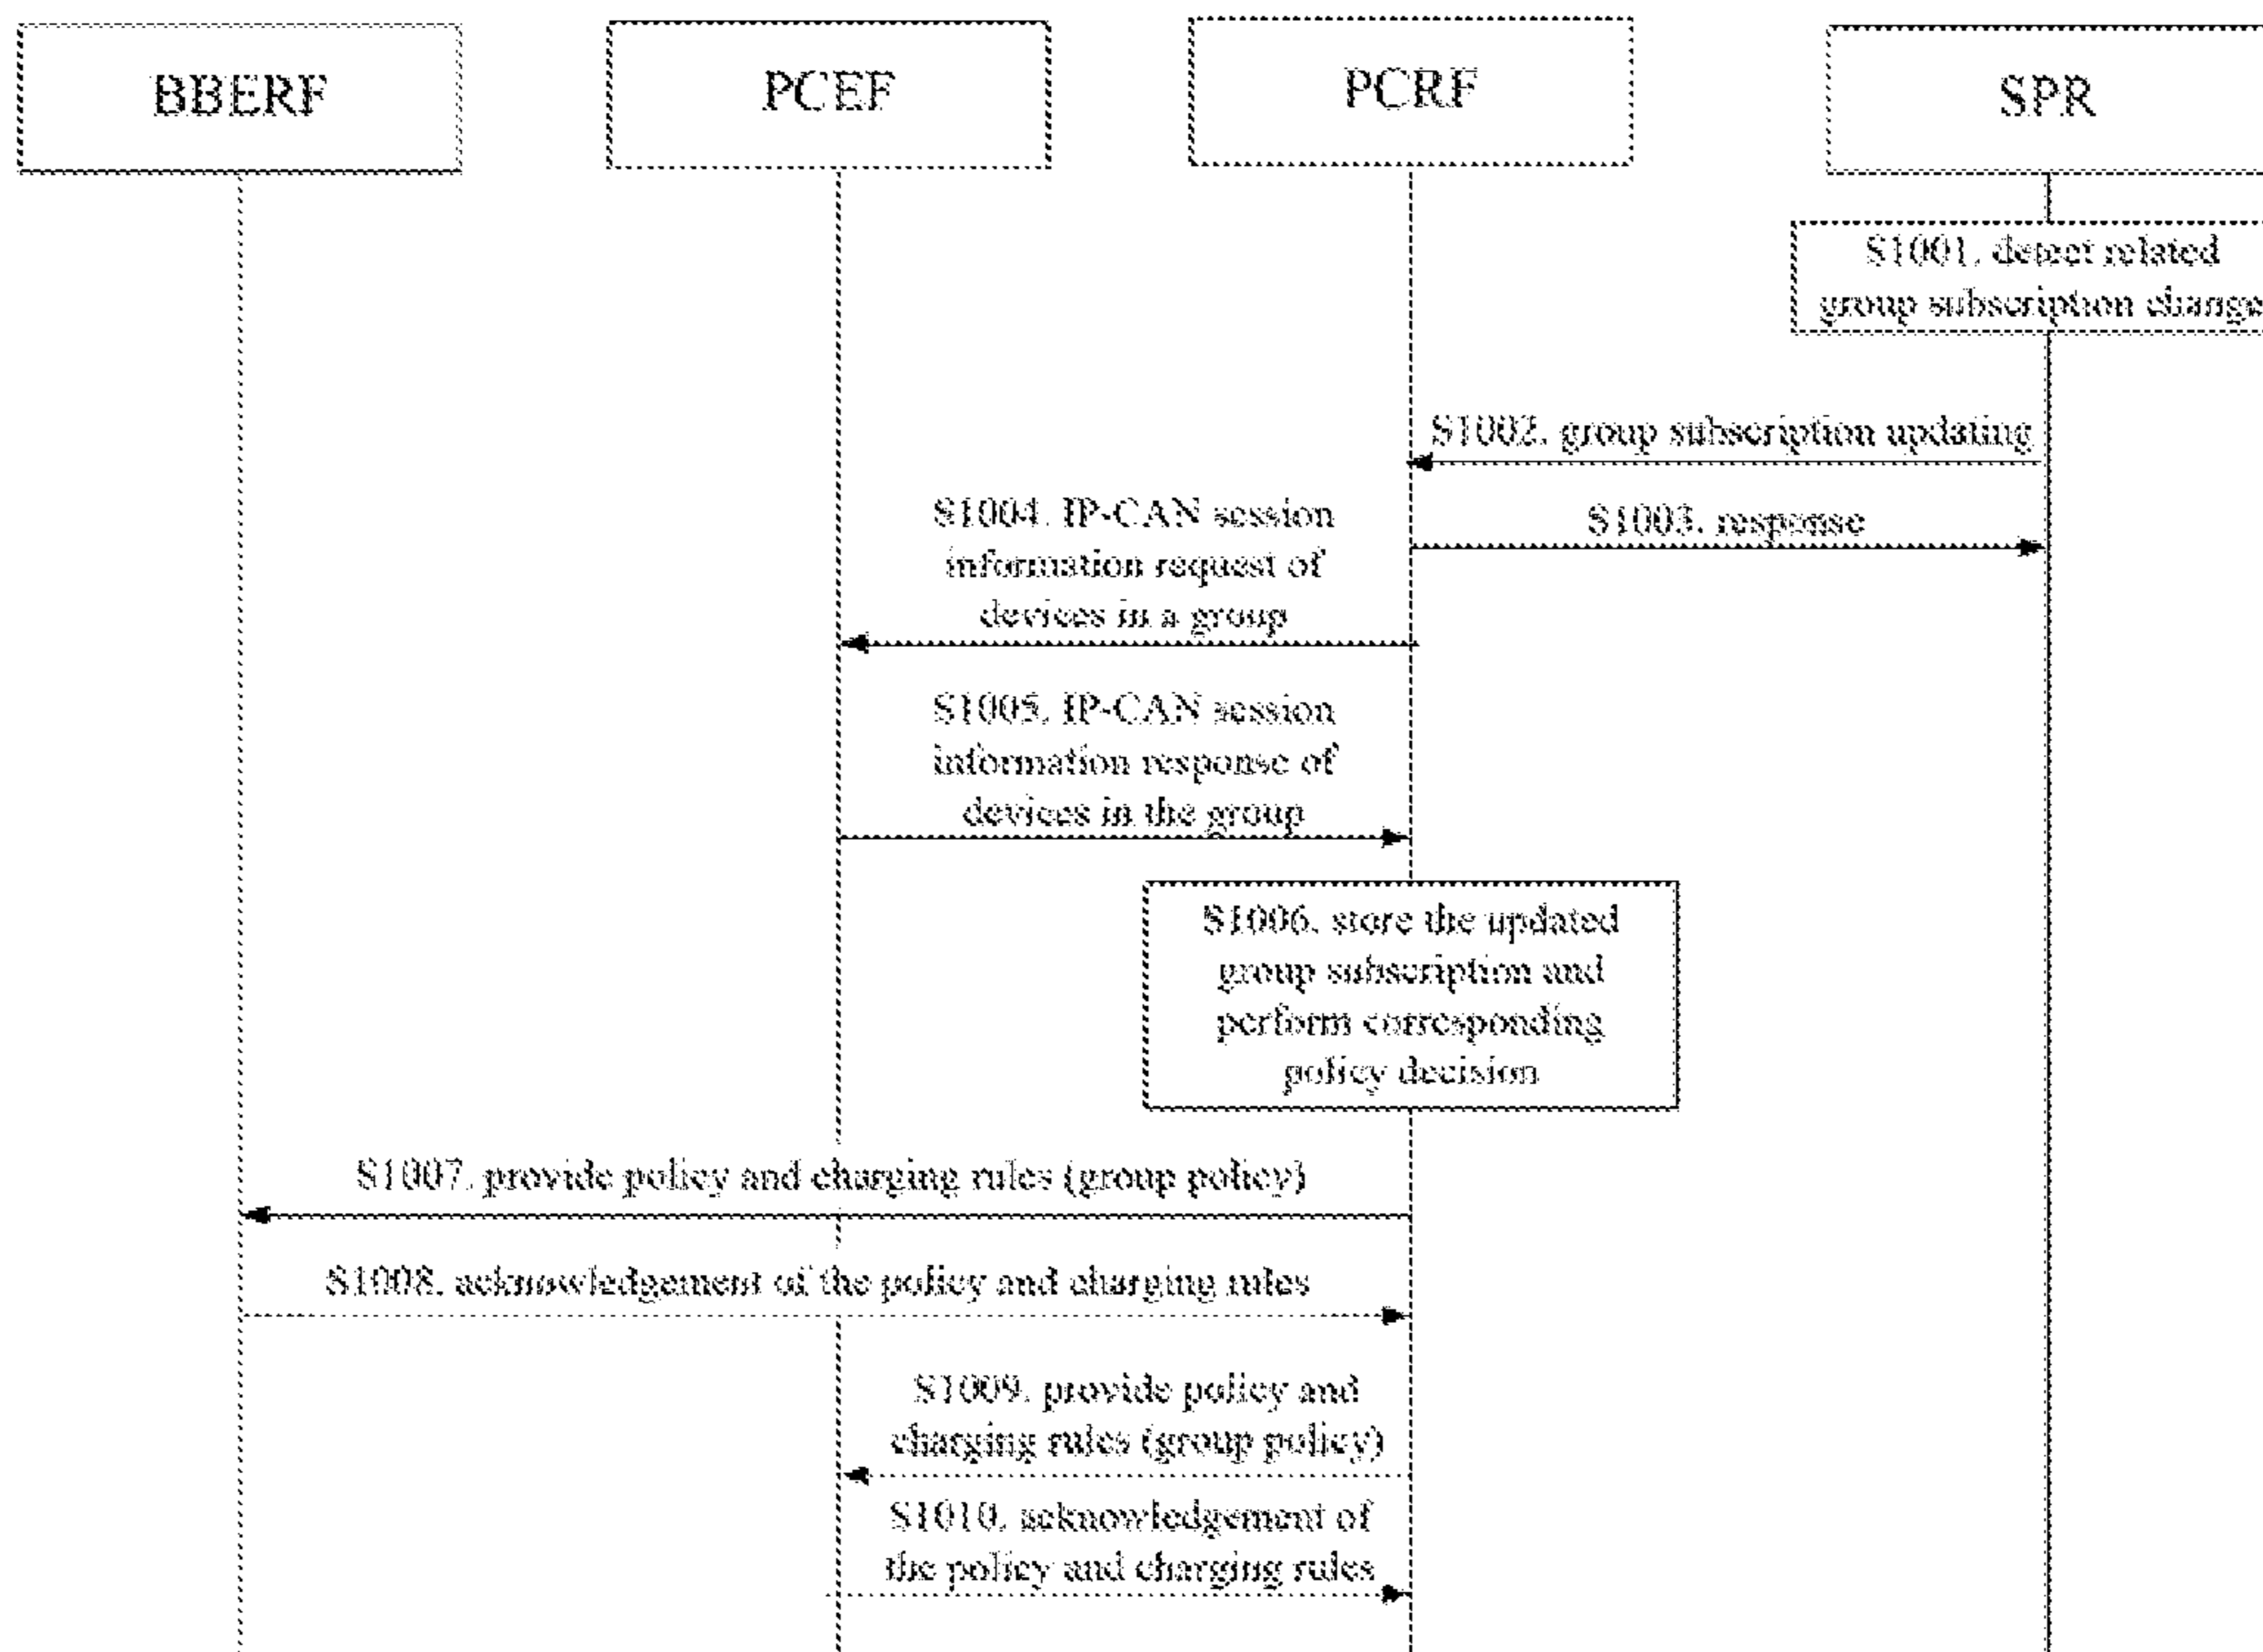 BBERF
PCEF
PCRF
SPR
S1001. detect related
group subscription change
S1002. group subscription updating
S1003. response
S1004. IP-CAN session
information request of
devices in a group
S1005. IP-CAN session
information response of
devices in the group
S1006. store the updated
group subscription and
perform corresponding
policy decision
S1007. provide policy and charging rules (group policy)
S1008. acknowledgement of the policy and charging rules
S1009. provide policy and
charging rules (group policy)
S1010. acknowledgement of
the policy and charging rules